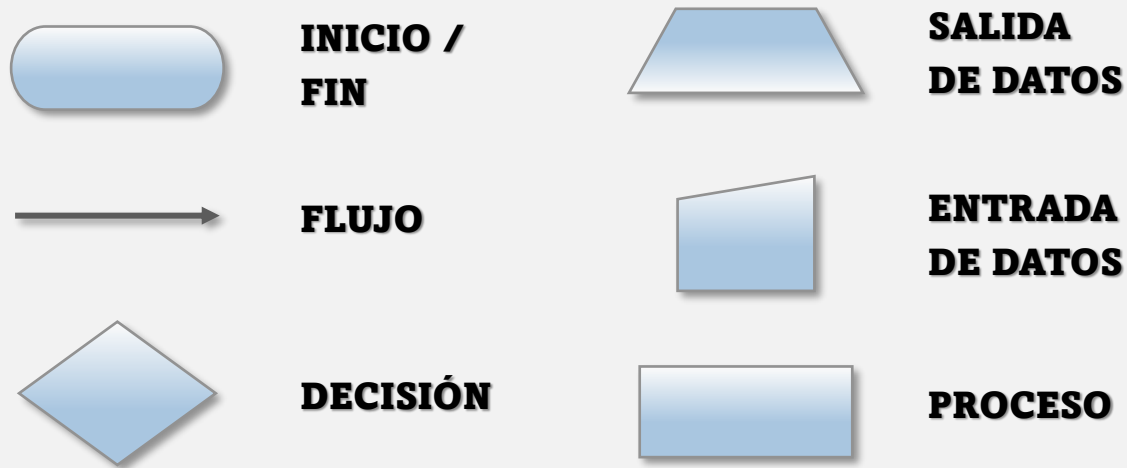 INICIO /
FIN
SALIDA
DE DATOS
FLUJO
ENTRADA
DE DATOS
DECISIÓN
PROCESO